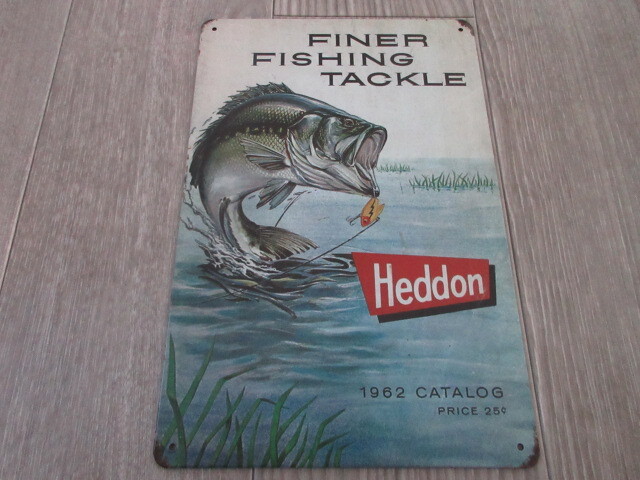 FINER
FISHING
TACKLE
Heddon
1962 CATALOG
PRICE 25¢